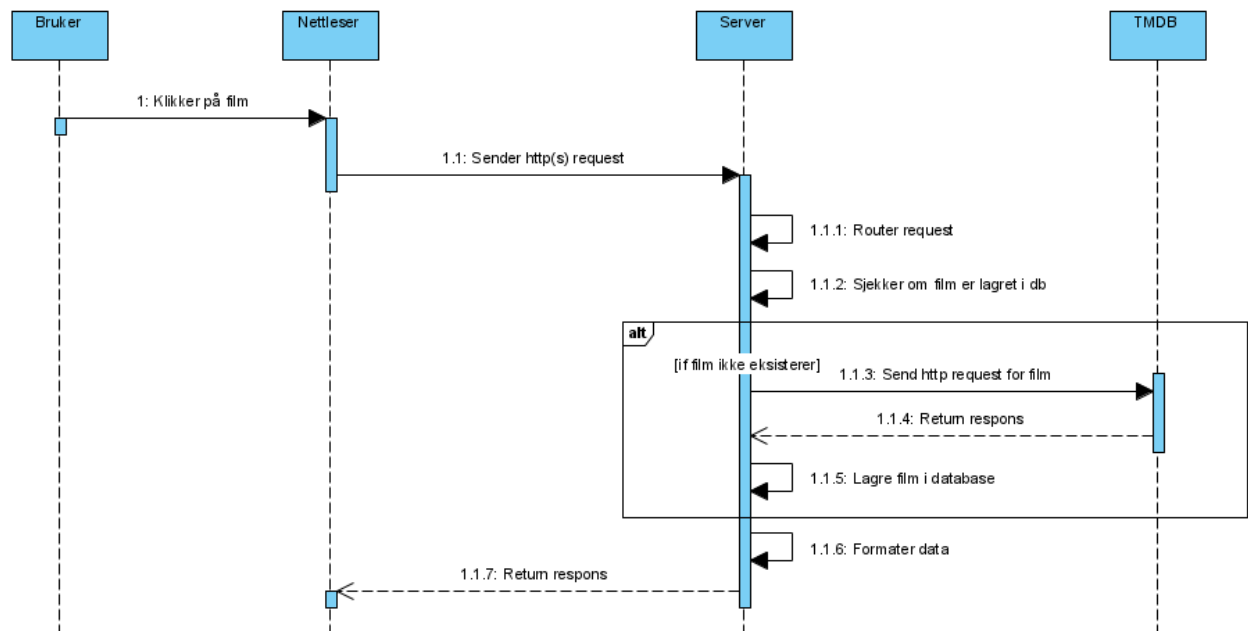 Bruker
Nettleser
Server
TMDB
1: Klikker på film
1.1: Sender http(s) request
1.1.1: Router request
1.1.2: Sjekker om film er lagret i db
alt
[if film ikke eksisterer]
1.1.3: Send http request for film
1.1.4: Return respons
1.1.5: Lagre film i database
1.1.6: Formater data
1.1.7: Return respons